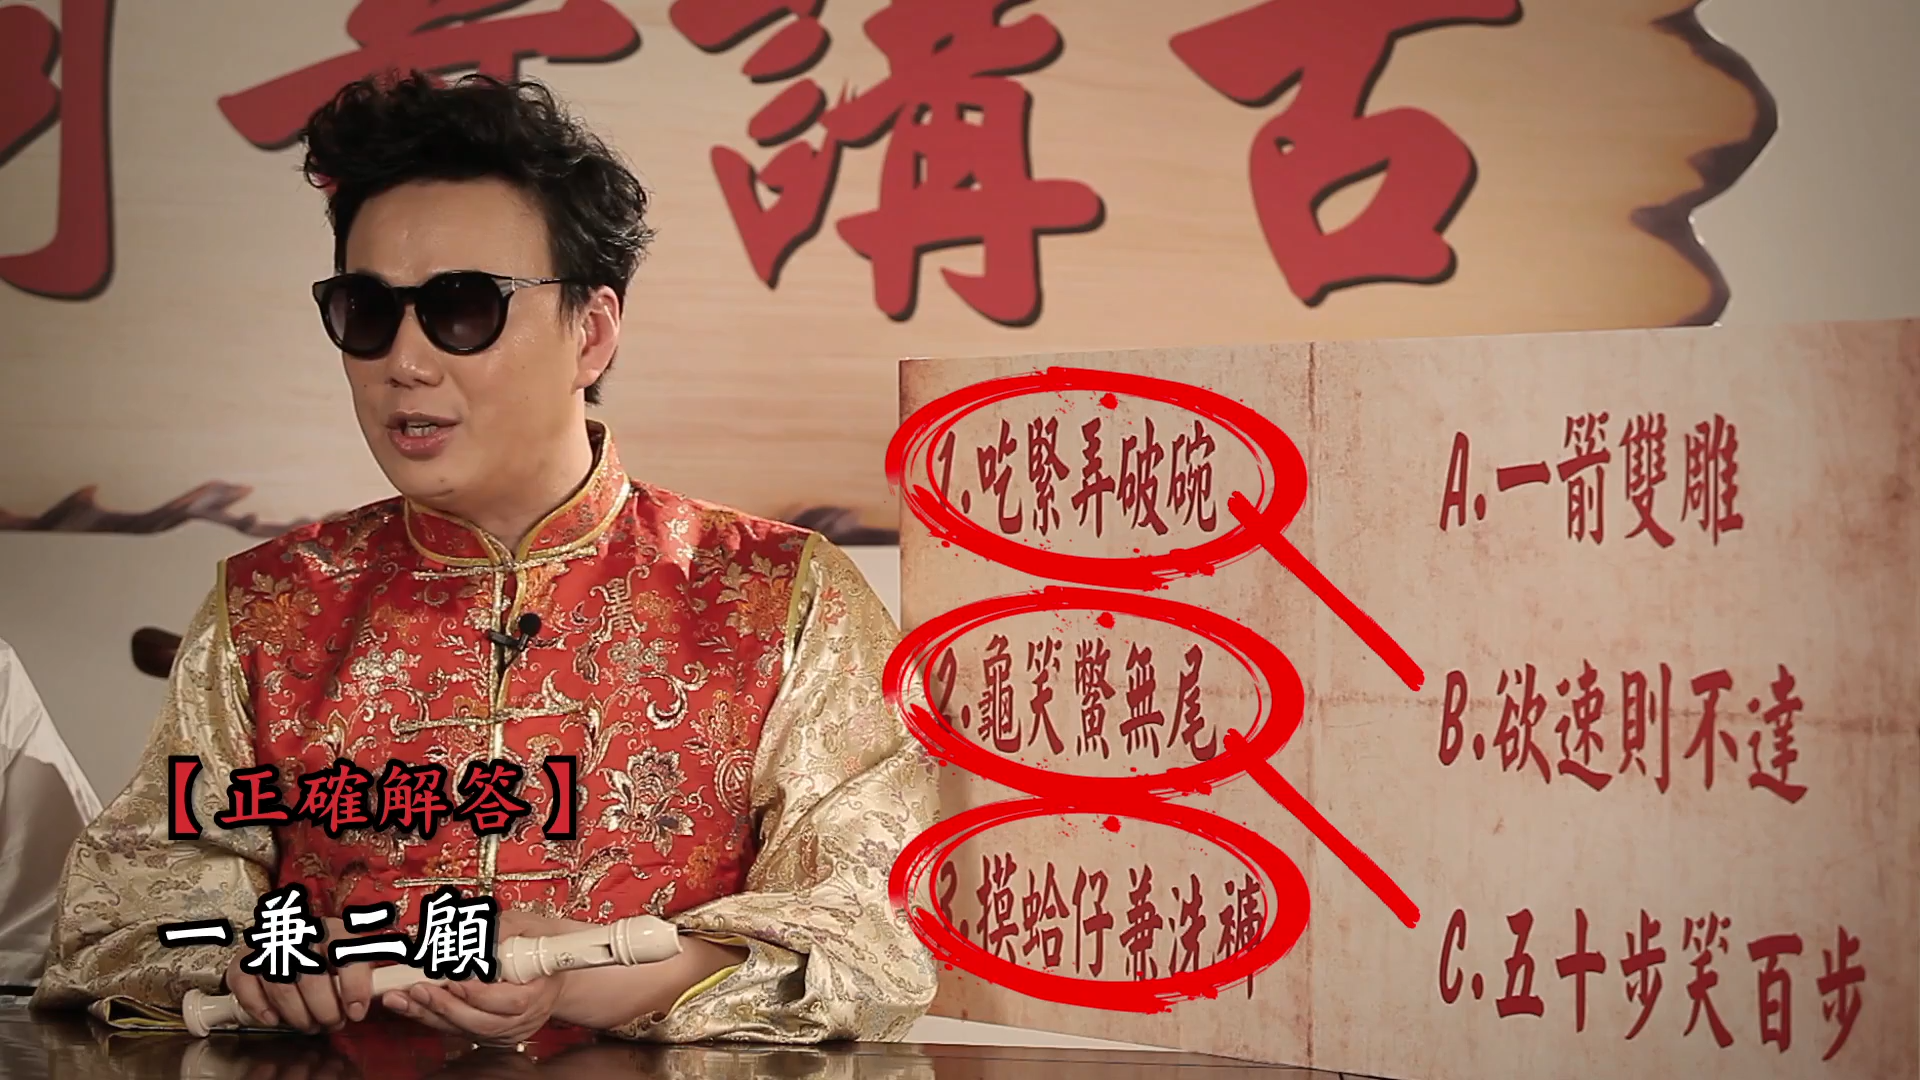 講古
1.吃緊弄破碗
2.龜笑鱉無尾
3.摸蛤仔兼洗褲
A.一箭雙雕
B.欲速則不達
C.五十步笑百步
【正確解答】
一兼二顧